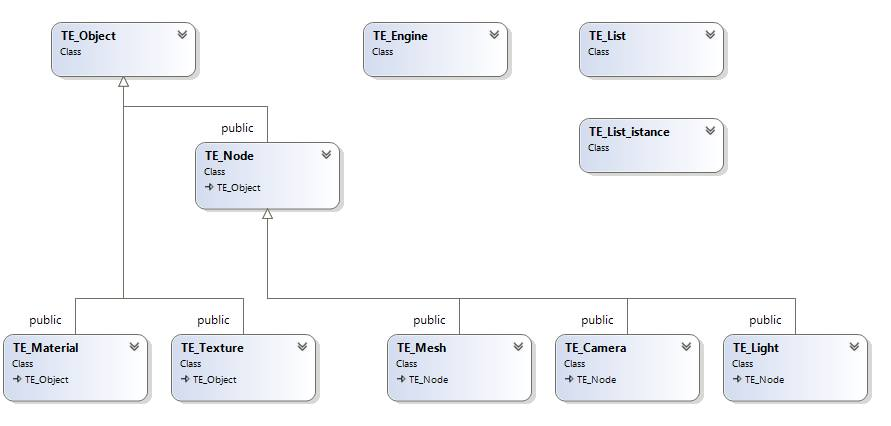 TE_Object
Class
TE_Engine
Class
TE_List
Class
TE_List_istance
Class
public
TE_Node
Class
TE_Object
public
TE_Material
Class
TE_Object
public
TE_Texture
Class
TE_Object
public
TE_Mesh
Class
TE_Node
public
TE_Camera
Class
TE_Node
public
TE_Light
Class
TE_Node